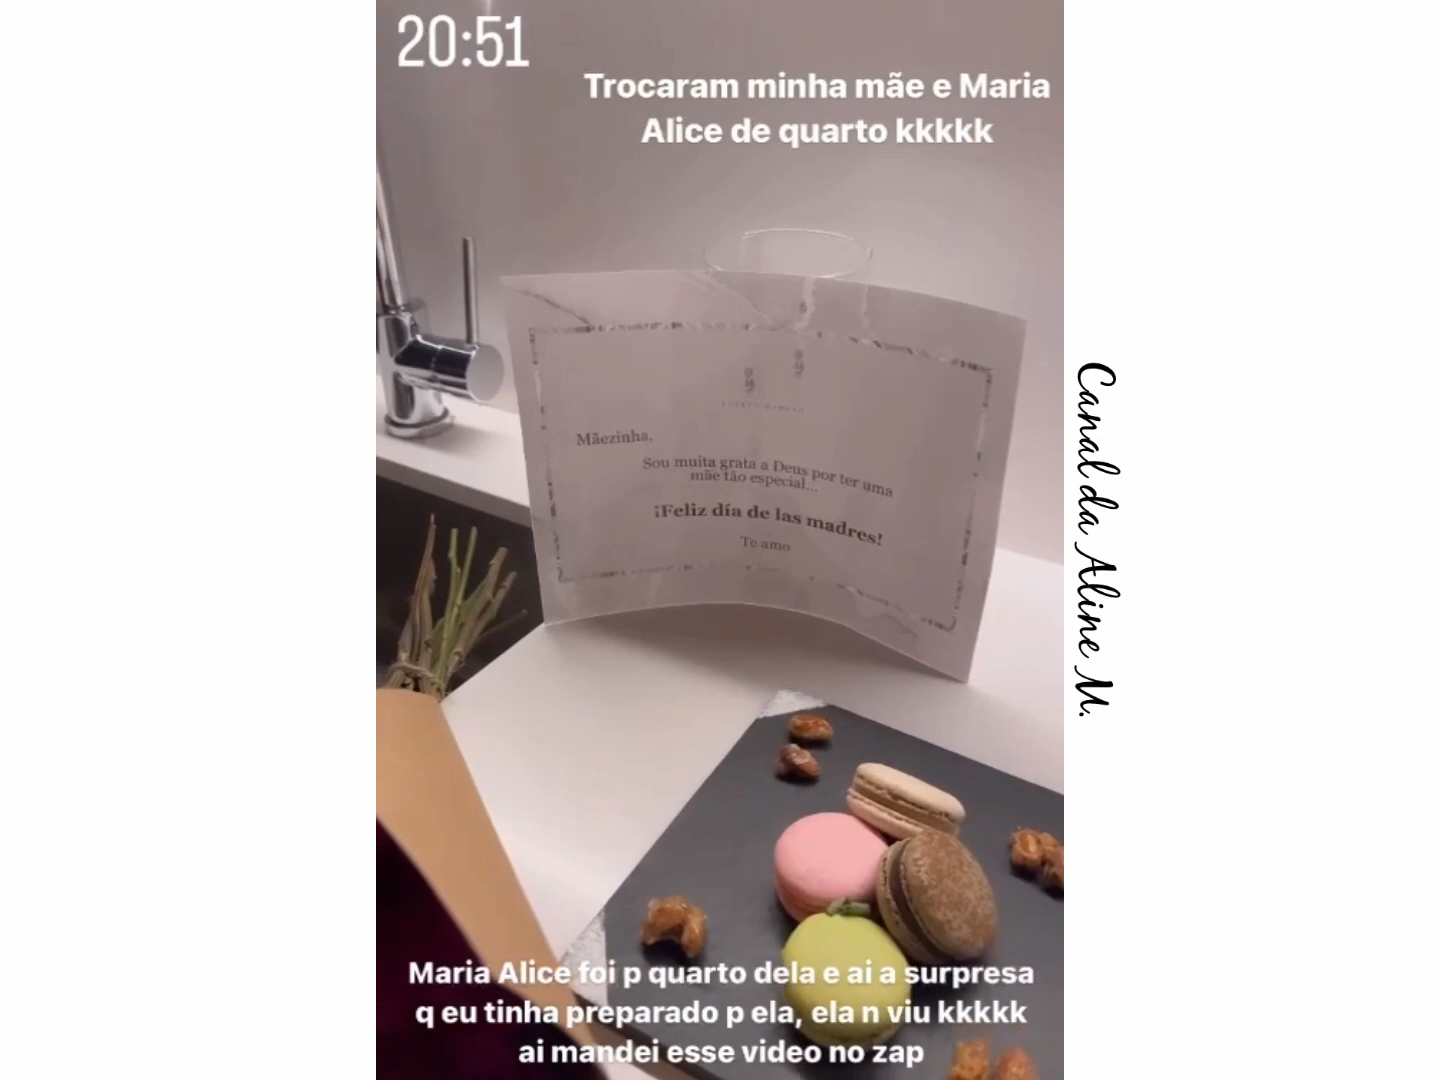 20:51
Trocaram minha mãe e Maria
Alice de quarto kkkkk
Mãezinha,
Sou muita grata a Deus por ter uma
mãe tão especial...
¡Feliz día de las madres!
Te amo
Maria Alice foi p quarto dela e ai a surpresa
q eu tinha preparado p ela, ela n viu kkkkk
ai mandei esse video no zap
Canal da Aline M.